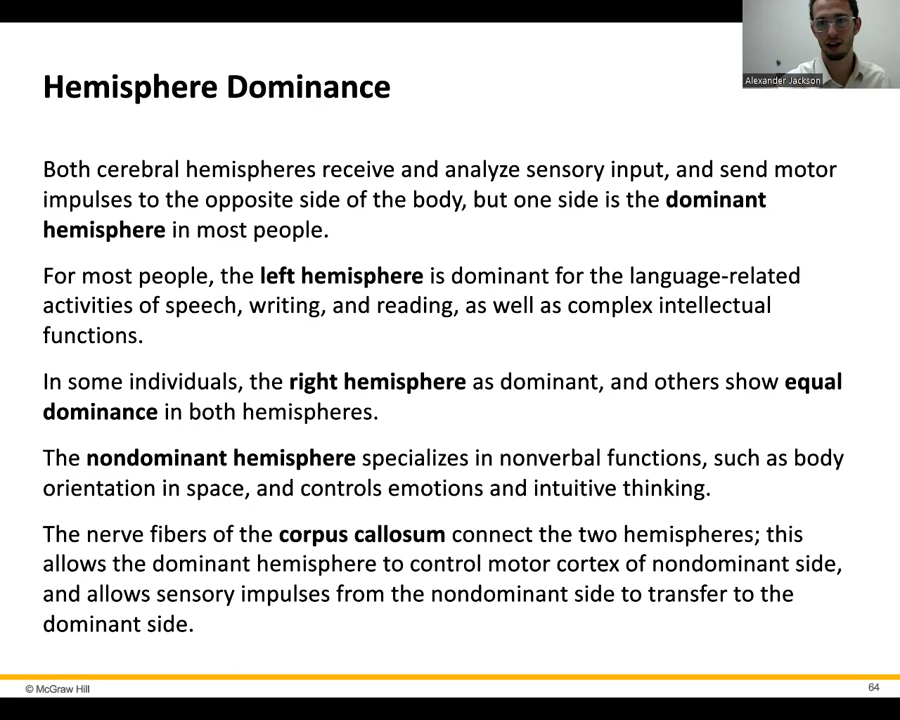 Alexander Jackson
Hemisphere Dominance
Both cerebral hemispheres receive and analyze sensory input, and send motor
impulses to the opposite side of the body, but one side is the dominant
hemisphere in most people.
For most people, the left hemisphere is dominant for the language-related
activities of speech, writing, and reading, as well as complex intellectual
functions.
In some individuals, the right hemisphere as dominant, and others show equal
dominance in both hemispheres.
The nondominant hemisphere specializes in nonverbal functions, such as body
orientation in space, and controls emotions and intuitive thinking.
The nerve fibers of the corpus callosum connect the two hemispheres; this
allows the dominant hemisphere to control motor cortex of nondominant side,
and allows sensory impulses from the nondominant side to transfer to the
dominant side.
© McGraw Hill
64